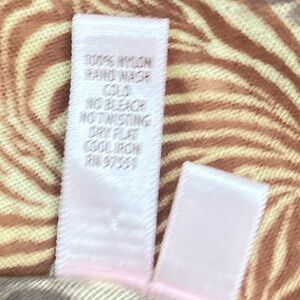 100% NYLON
HAND WASH
COLD
NO BLEACH
NO TWISTING
DRY FLAT
COOL IRON
RN 97551